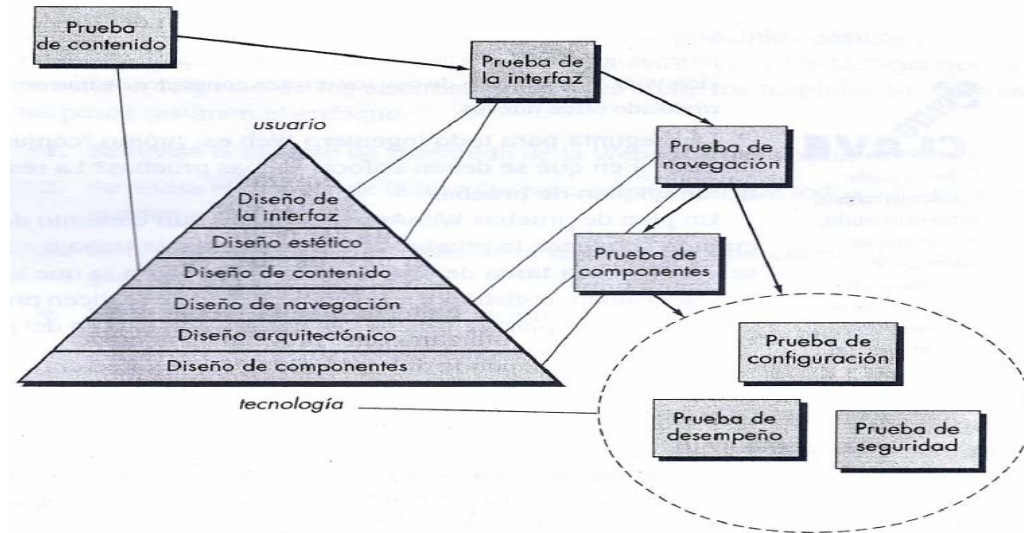 Prueba
de contenido
Prueba de
la interfaz
usuario
Prueba de
navegación
Diseño de
la interfaz
Diseño estético
Diseño de contenido
Diseño de navegación
Diseño arquitectónico
Diseño de componentes
Prueba de
componentes
Prueba de
configuración
tecnología
Prueba de
desempeño
Prueba de
seguridad